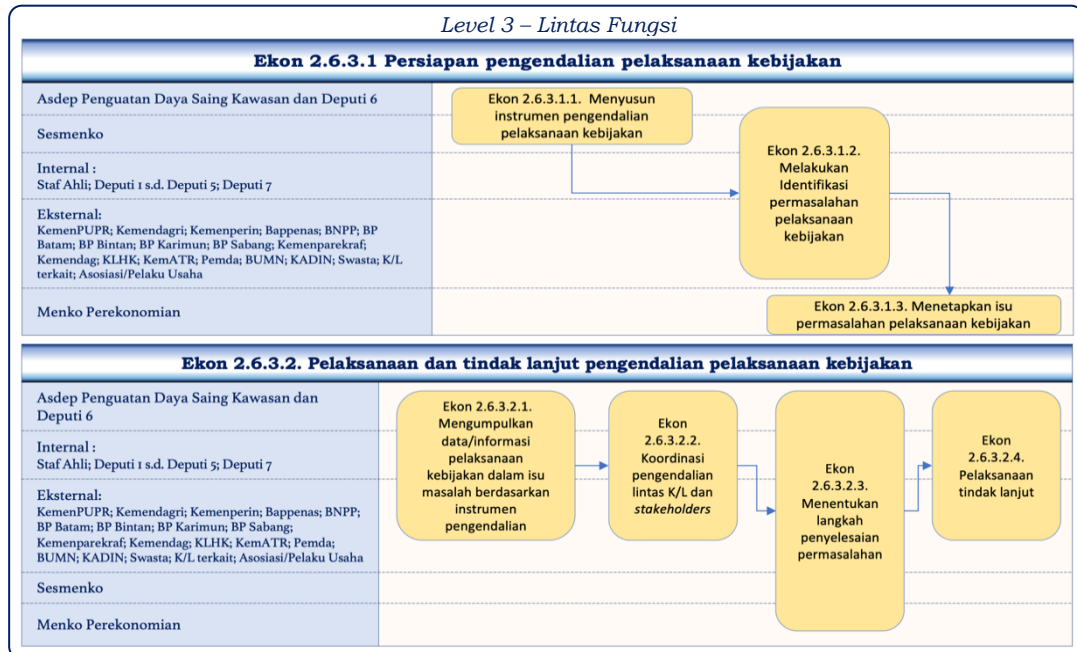 Level 3 – Lintas Fungsi
Ekon 2.6.3.1 Persiapan pengendalian pelaksanaan kebijakan
Asdep Penguatan Daya Saing Kawasan dan Deputi 6
Sesmenko
Internal :
Staf Ahli; Deputi 1 s.d. Deputi 5; Deputi 7
Eksternal:
KemenPUPR; Kemendagri; Kemenperin; Bappenas; BNPP; BP
Batam; BP Bintan; BP Karimun; BP Sabang; Kemenparekraf;
Kemendag; KLHK; KemATR; Pemda; BUMN; KADIN; Swasta; K/L
terkait; Asosiasi/Pelaku Usaha
Menko Perekonomian
Ekon 2.6.3.1.1. Menyusun
instrumen pengendalian
pelaksanaan kebijakan
Ekon 2.6.3.1.2.
Melakukan
Identifikasi
permasalahan
pelaksanaan
kebijakan
Ekon 2.6.3.1.3. Menetapkan isu
permasalahan pelaksanaan kebijakan
Ekon 2.6.3.2. Pelaksanaan dan tindak lanjut pengendalian pelaksanaan kebijakan
Asdep Penguatan Daya Saing Kawasan dan
Deputi 6
Internal :
Staf Ahli; Deputi 1 s.d. Deputi 5; Deputi 7
Eksternal:
KemenPUPR; Kemendagri; Kemenperin; Bappenas; BNPP;
BP Batam; BP Bintan; BP Karimun; BP Sabang;
Kemenparekraf; Kemendag; KLHK; KemATR; Pemda;
BUMN; KADIN; Swasta; K/L terkait; Asosiasi/Pelaku Usaha
Sesmenko
Menko Perekonomian
Ekon 2.6.3.2.1.
Mengumpulkan
data/informasi
pelaksanaan
kebijakan dalam isu
masalah berdasarkan
instrumen
pengendalian
Ekon
2.6.3.2.2.
Koordinasi
pengendalian
lintas K/L dan
stakeholders
Ekon
2.6.3.2.3.
Menentukan
langkah
penyelesaian
permasalahan
Ekon
2.6.3.2.4.
Pelaksanaan
tindak lanjut